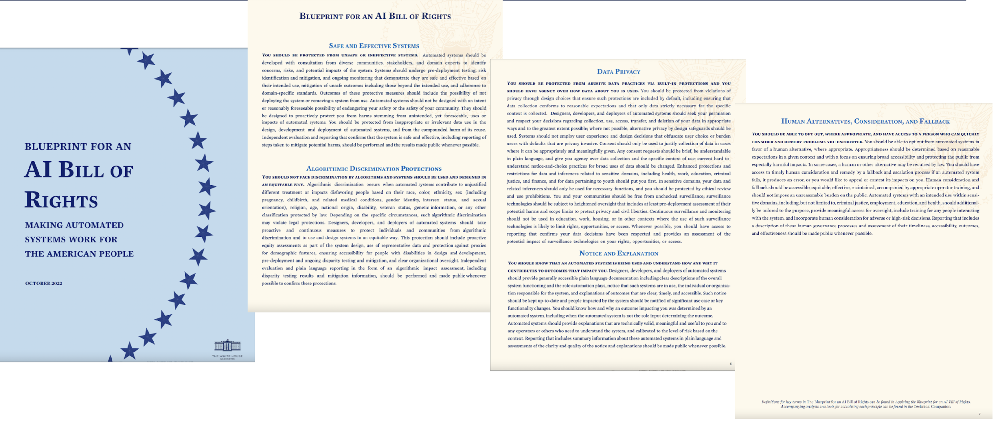 BLUEPRINT FOR AN
AI BILL OF
RIGHTS
MAKING AUTOMATED
SYSTEMS WORK FOR
THE AMERICAN PEOPLE
OCTOBER 2022
THE WHITE HOUSE
WASHINGTON
BLUEPRINT FOR AN AI BILL OF RIGHTS
SAFE AND EFFECTIVE SYSTEMS
YOU SHOULD BE PROTECTED FROM UNSAFE OR INEFFECTIVE SYSTEMS. Automated systems should be
developed with consultation from diverse communities, stakeholders, and domain experts to identify
concerns, risks, and potential impacts of the system. Systems should undergo pre-deployment testing, risk
identification and mitigation, and ongoing monitoring that demonstrate they are safe and effective based on
their intended use, mitigation of unsafe outcomes including those beyond the intended use, and adherence to
domain-specific standards. Outcomes of these protective measures should include the possibility of not
deploying the system or removing a system from use. Automated systems should not be designed with an intent
or reasonably foreseeable possibility of endangering your safety or the safety of your community. They should
be designed to proactively protect you from harms stemming from unintended, yet foreseeable, uses or
impacts of automated systems. You should be protected from inappropriate or irrelevant data use in the
design, development, and deployment of automated systems, and from the compounded harm of its reuse.
Independent evaluation and reporting that confirms that the system is safe and effective, including reporting of
steps taken to mitigate potential harms, should be performed and the results made public whenever possible.
ALGORITHMIC DISCRIMINATION PROTECTIONS
YOU SHOULD NOT FACE DISCRIMINATION BY ALGORITHMS AND SYSTEMS SHOULD BE USED AND DESIGNED IN
AN EQUITABLE WAY. Algorithmic discrimination occurs when automated systems contribute to unjustified
different treatment or impacts disfavoring people based on their race, color, ethnicity, sex (including
pregnancy, childbirth, and related medical conditions, gender identity, intersex status, and sexual
orientation), religion, age, national origin, disability, veteran status, genetic information, or any other
classification protected by law. Depending on the specific circumstances, such algorithmic discrimination
may violate legal protections. Designers, developers, and deployers of automated systems should take
proactive and continuous measures to protect individuals and communities from algorithmic
discrimination and to use and design systems in an equitable way. This protection should include proactive
equity assessments as part of the system design, use of representative data and protection against proxies
for demographic features, ensuring accessibility for people with disabilities in design and development,
pre-deployment and ongoing disparity testing and mitigation, and clear organizational oversight. Independent
evaluation and plain language reporting in the form of an algorithmic impact assessment, including
disparity testing results and mitigation information, should be performed and made public whenever
possible to confirm these protections.
DATA PRIVACY
YOU SHOULD BE PROTECTED FROM ABUSIVE DATA PRACTICES VIA BUILT-IN PROTECTIONS AND YOU
SHOULD HAVE AGENCY OVER HOW DATA ABOUT YOU IS USED. You should be protected from violations of
privacy through design choices that ensure such protections are included by default, including ensuring that
data collection conforms to reasonable expectations and that only data strictly necessary for the specific
context is collected. Designers, developers, and deployers of automated systems should seek your permission
and respect your decisions regarding collection, use, access, transfer, and deletion of your data in appropriate
ways and to the greatest extent possible; where not possible, alternative privacy by design safeguards should be
used. Systems should not employ user experience and design decisions that obfuscate user choice or burden
users with defaults that are privacy invasive. Consent should only be used to justify collection of data in cases
where it can be appropriately and meaningfully given. Any consent requests should be brief, be understandable
in plain language, and give you agency over data collection and the specific context of use; current hard-to-
understand notice-and-choice practices for broad uses of data should be changed. Enhanced protections and
restrictions for data and inferences related to sensitive domains, including health, work, education, criminal
justice, and finance, and for data pertaining to youth should put you first. In sensitive domains, your data and
related inferences should only be used for necessary functions, and you should be protected by ethical review
and use prohibitions. You and your communities should be free from unchecked surveillance; surveillance
technologies should be subject to heightened oversight that includes at least pre-deployment assessment of their
potential harms and scope limits to protect privacy and civil liberties. Continuous surveillance and monitoring
should not be used in education, work, housing, or in other contexts where the use of such surveillance
technologies is likely to limit rights, opportunities, or access. Whenever possible, you should have access to
reporting that confirms your data decisions have been respected and provides an assessment of the
potential impact of surveillance technologies on your rights, opportunities, or access.
NOTICE AND EXPLANATION
YOU SHOULD KNOW THAT AN AUTOMATED SYSTEM IS BEING USED AND UNDERSTAND HOW AND WHY IT
CONTRIBUTES TO OUTCOMES THAT IMPACT YOU. Designers, developers, and deployers of automated systems
should provide generally accessible plain language documentation including clear descriptions of the overall
system functioning and the role automation plays, notice that such systems are in use, the individual or organiza-
tion responsible for the system, and explanations of outcomes that are clear, timely, and accessible. Such notice
should be kept up-to-date and people impacted by the system should be notified of significant use case or key
functionality changes. You should know how and why an outcome impacting you was determined by an
automated system, including when the automated system is not the sole input determining the outcome.
Automated systems should provide explanations that are technically valid, meaningful and useful to you and to
any operators or others who need to understand the system, and calibrated to the level of risk based on the
context. Reporting that includes summary information about these automated systems in plain language and
assessments of the clarity and quality of the notice and explanations should be made public whenever possible.
6
HUMAN ALTERNATIVES, CONSIDERATION, AND FALLBACK
YOU SHOULD BE ABLE TO OPT OUT, WHERE APPROPRIATE, AND HAVE ACCESS TO A PERSON WHO CAN QUICKLY
CONSIDER AND REMEDY PROBLEMS YOU ENCOUNTER. You should be able to opt out from automated systems in
favor of a human alternative, where appropriate. Appropriateness should be determined based on reasonable
expectations in a given context and with a focus on ensuring broad accessibility and protecting the public from
especially harmful impacts. In some cases, a human or other alternative may be required by law. You should have
access to timely human consideration and remedy by a fallback and escalation process if an automated system
fails, it produces an error, or you would like to appeal or contest its impacts on you. Human consideration and
fallback should be accessible, equitable, effective, maintained, accompanied by appropriate operator training, and
should not impose an unreasonable burden on the public. Automated systems with an intended use within sensi-
tive domains, including, but not limited to, criminal justice, employment, education, and health, should additional-
ly be tailored to the purpose, provide meaningful access for oversight, include training for any people interacting
with the system, and incorporate human consideration for adverse or high-risk decisions. Reporting that includes
a description of these human governance processes and assessment of their timeliness, accessibility, outcomes,
and effectiveness should be made public whenever possible.
Definitions for key terms in The Blueprint for an AI Bill of Rights can be found in Applying the Blueprint for an AI Bill of Rights.
Accompanying analysis and tools for actualizing each principle can be found in the Technical Companion.
7